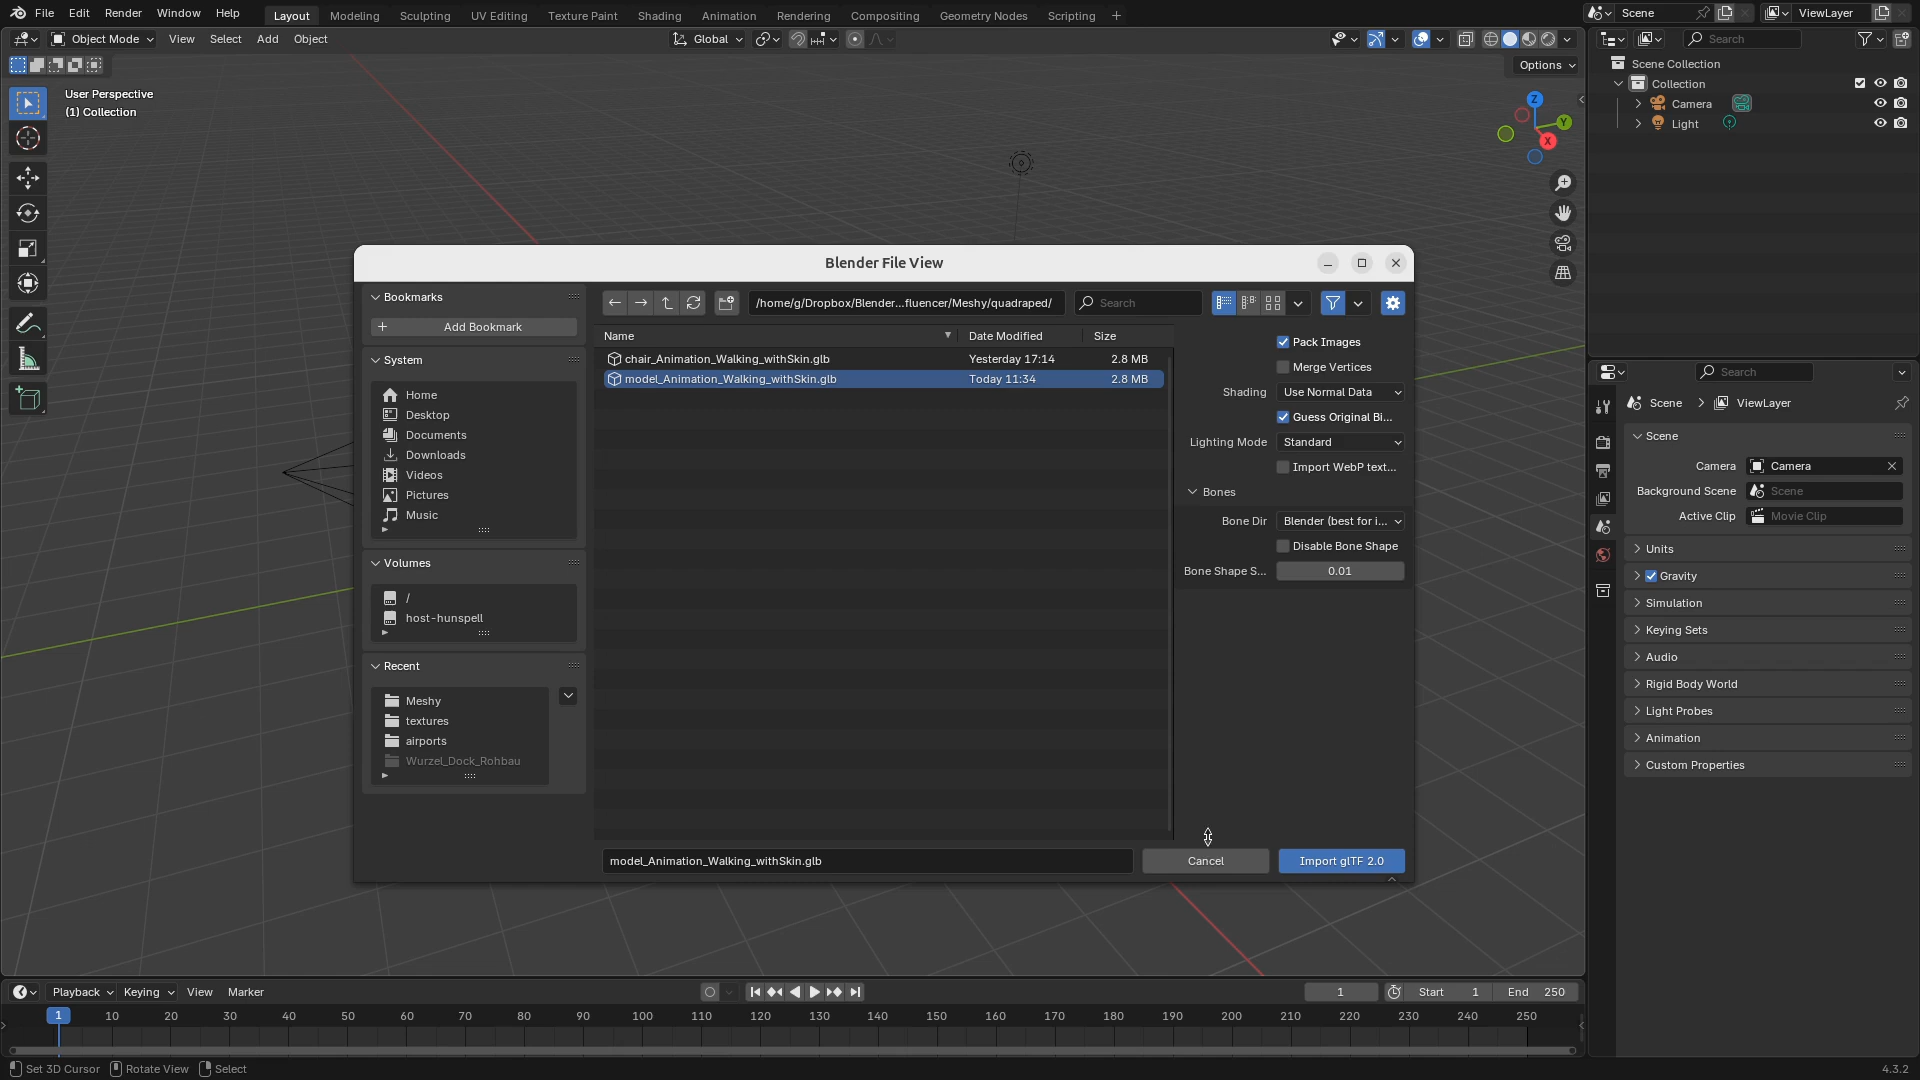 File Edit Render Window Help Layout Modeling Sculpting UV Editing Texture Paint Shading Animation Rendering Compositing Geometry Nodes Scripting + Scene ViewLayer
Object Mode View Select Add Object Global Search
Options
User Perspective
(1) Collection
Z
Y
X
Scene Collection
Collection
Camera
Light
Blender File View
Bookmarks
Add Bookmark
System
Home
Desktop
Documents
Downloads
Videos
Pictures
Music
Volumes
/
host-hunspell
Recent
Meshy
textures
airports
Wurzel_Dock_Rohbau
/home/g/Dropbox/Blender...fluencer/Meshy/quadraped/ Search
Name Date Modified Size
chair_Animation_Walking_withSkin.glb Yesterday 17:14 2.8 MB
model_Animation_Walking_withSkin.glb Today 11:34 2.8 MB
Pack Images
Merge Vertices
Shading Use Normal Data
Guess Original Bi...
Lighting Mode Standard
Import WebP text...
Bones
Bone Dir Blender (best for i...
Disable Bone Shape
Bone Shape S... 0.01
model_Animation_Walking_withSkin.glb Cancel Import glTF 2.0
Search
Scene ViewLayer
Scene
Camera Camera
Background Scene Scene
Active Clip Movie Clip
Units
Gravity
Simulation
Keying Sets
Audio
Rigid Body World
Light Probes
Animation
Custom Properties
Playback Keying View Marker 1 Start 1 End 250
1 10 20 30 40 50 60 70 80 90 100 110 120 130 140 150 160 170 180 190 200 210 220 230 240 250
Set 3D Cursor Rotate View Select 4.3.2